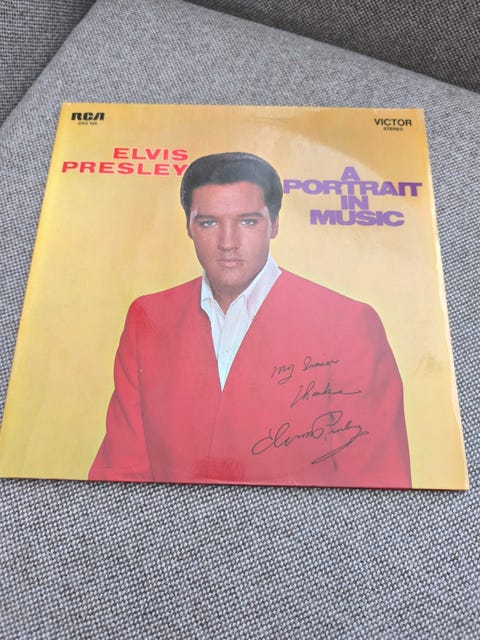 RCA
VICTOR
STEREO
ELVIS
PRESLEY
A
PORTRAIT
IN
MUSIC
My sincere
thanks
Elvis Presley